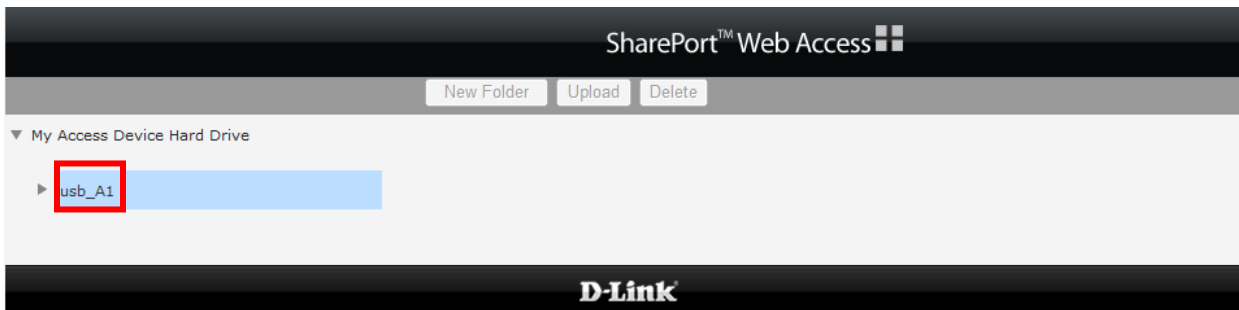 SharePort™ Web Access
New Folder Upload Delete
My Access Device Hard Drive
usb_A1
D-Link